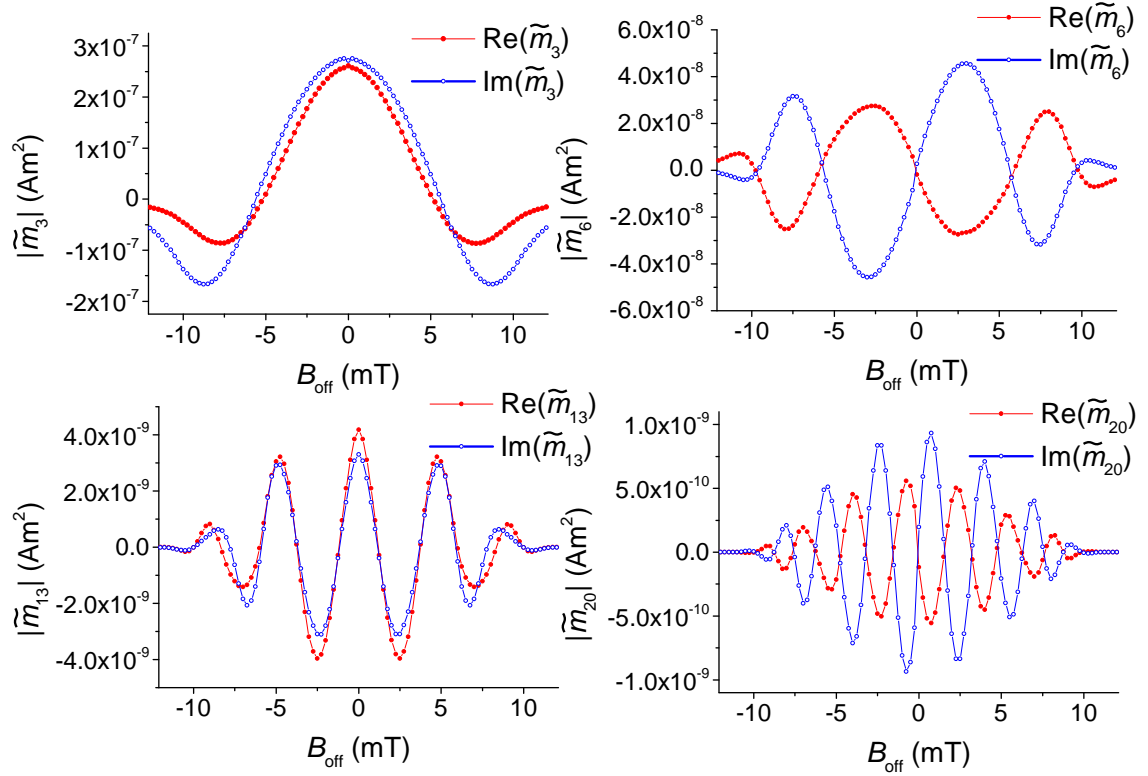 Re(m̃₃)
Im(m̃₃)
3x10⁻⁷
2x10⁻⁷
1x10⁻⁷
0
-1x10⁻⁷
-2x10⁻⁷
|m̃₃| (Am²)
-10 -5 0 5 10
B_off (mT)
Re(m̃₆)
Im(m̃₆)
6.0x10⁻⁸
4.0x10⁻⁸
2.0x10⁻⁸
0.0
-2.0x10⁻⁸
-4.0x10⁻⁸
-6.0x10⁻⁸
|m̃₆| (Am²)
-10 -5 0 5 10
B_off (mT)
Re(m̃₁₃)
Im(m̃₁₃)
4.0x10⁻⁹
2.0x10⁻⁹
0.0
-2.0x10⁻⁹
-4.0x10⁻⁹
|m̃₁₃| (Am²)
-10 -5 0 5 10
B_off (mT)
Re(m̃₂₀)
Im(m̃₂₀)
1.0x10⁻⁹
5.0x10⁻¹⁰
0.0
-5.0x10⁻¹⁰
-1.0x10⁻⁹
|m̃₂₀| (Am²)
-10 -5 0 5 10
B_off (mT)